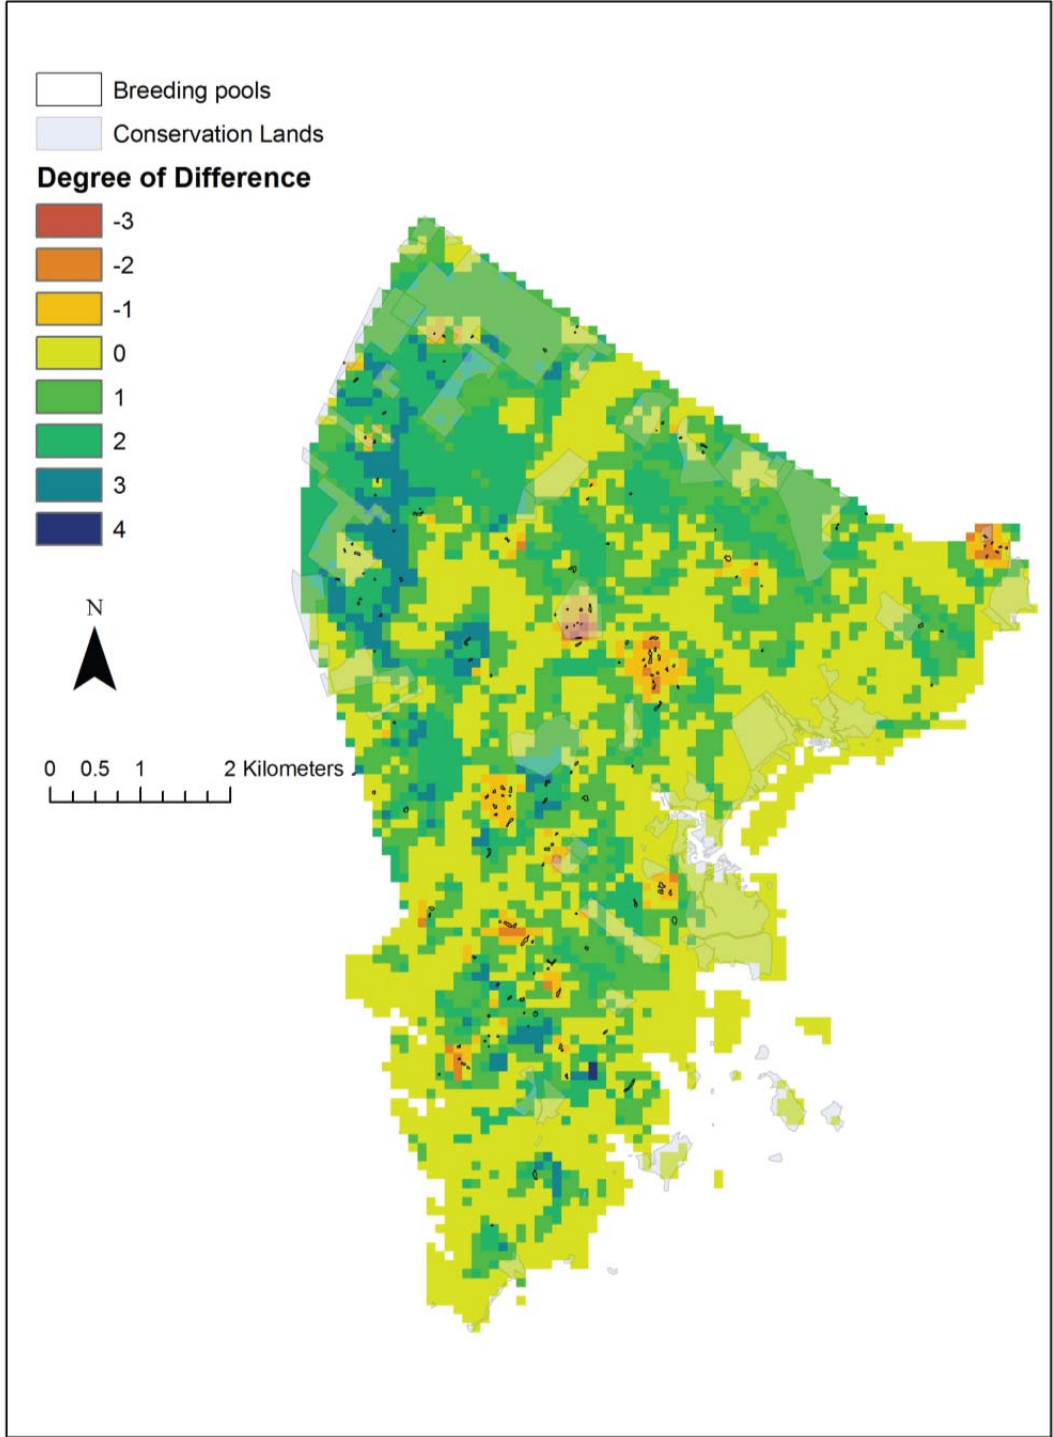 Breeding pools
Conservation Lands
Degree of Difference
-3
-2
-1
0
1
2
3
4
N
0 0.5 1 2 Kilometers